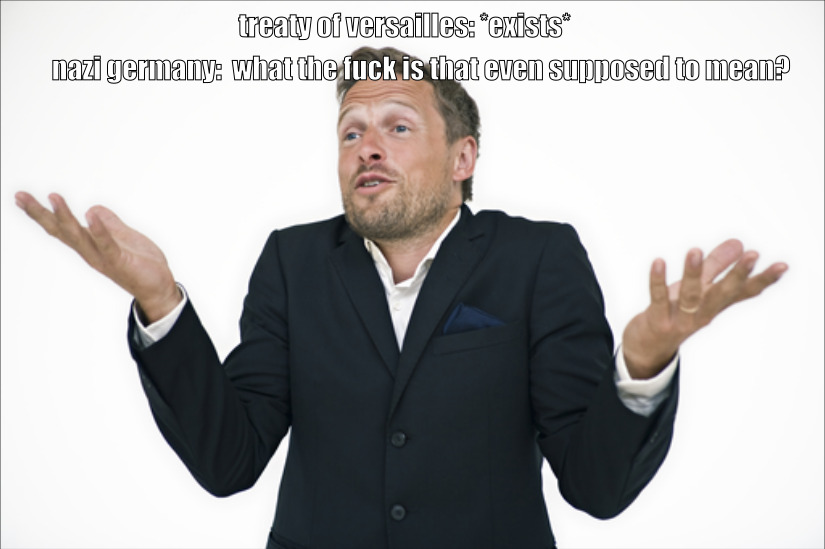 treaty of versailles: *exists*
nazi germany:  what the fuck is that even supposed to mean?